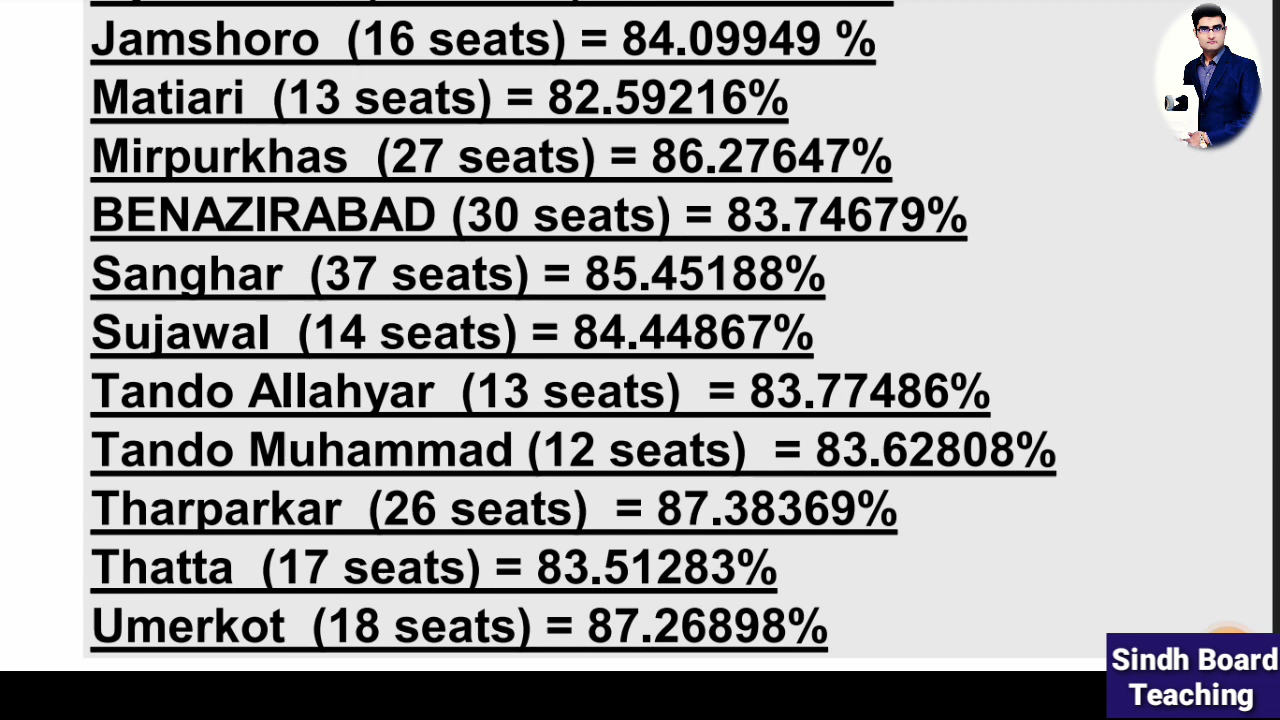 Jamshoro (16 seats) = 84.09949 %
Matiari (13 seats) = 82.59216%
Mirpurkhas (27 seats) = 86.27647%
BENAZIRABAD (30 seats) = 83.74679%
Sanghar (37 seats) = 85.45188%
Sujawal (14 seats) = 84.44867%
Tando Allahyar (13 seats) = 83.77486%
Tando Muhammad (12 seats) = 83.62808%
Tharparkar (26 seats) = 87.38369%
Thatta (17 seats) = 83.51283%
Umerkot (18 seats) = 87.26898%
Sindh Board
Teaching